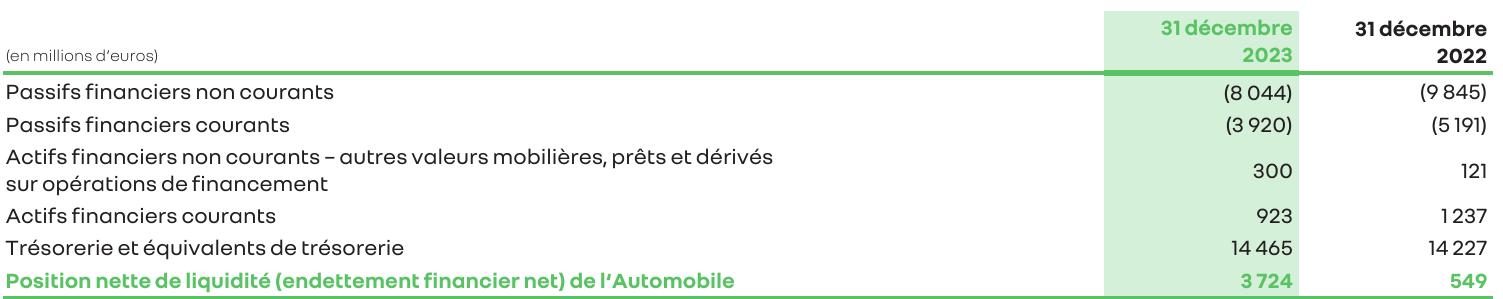 31 décembre 31 décembre
(en millions d'euros) 2023 2022
Passifs financiers non courants (8 044) (9 845)
Passifs financiers courants (3 920) (5 191)
Actifs financiers non courants – autres valeurs mobilières, prêts et dérivés
sur opérations de financement 300 121
Actifs financiers courants 923 1 237
Trésorerie et équivalents de trésorerie 14 465 14 227
Position nette de liquidité (endettement financier net) de l'Automobile 3 724 549